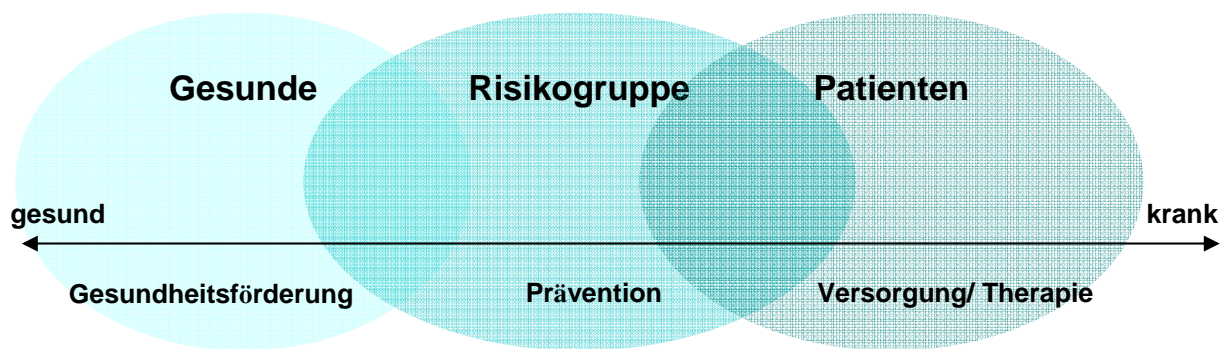 Gesunde Risikogruppe Patienten
gesund krank
Gesundheitsförderung Prävention Versorgung/ Therapie